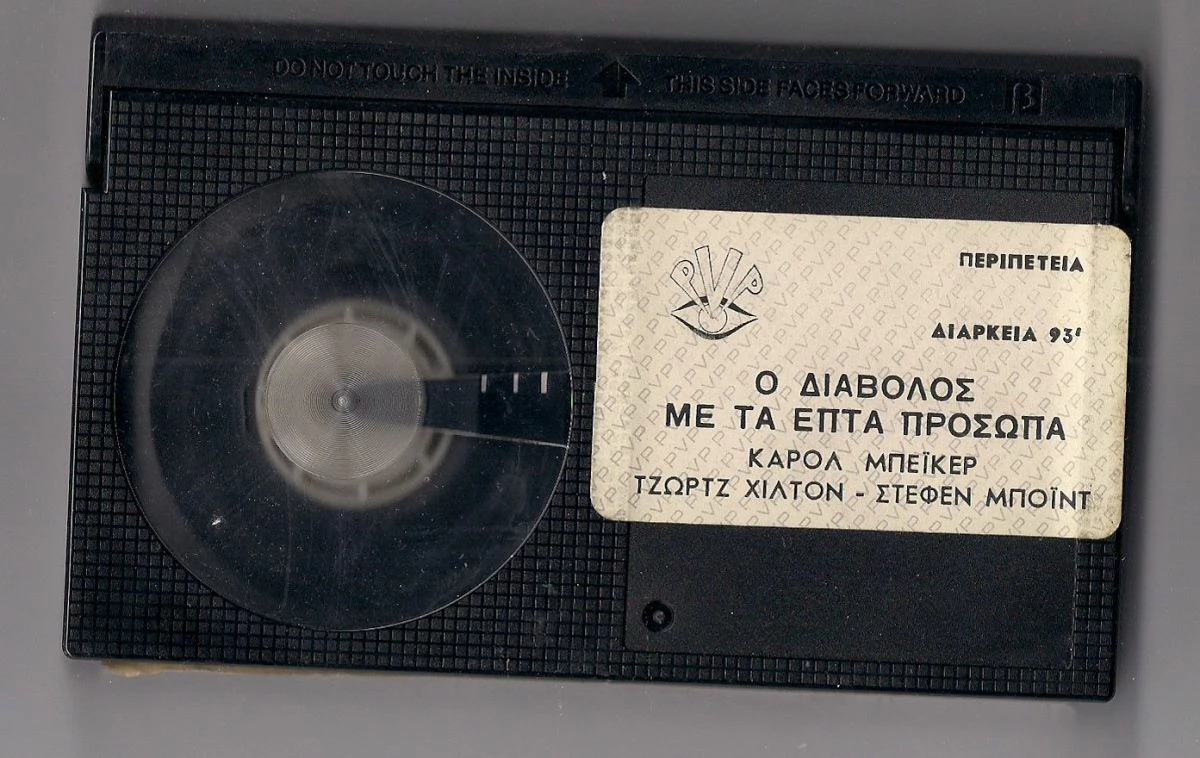 DO NOT TOUCH THE INSIDE THIS SIDE FACES FORWARD β
PVP
ΠΕΡΙΠΕΤΕΙΑ
ΔΙΑΡΚΕΙΑ 93'
Ο ΔΙΑΒΟΛΟΣ
ΜΕ ΤΑ ΕΠΤΑ ΠΡΟΣΩΠΑ
ΚΑΡΟΛ ΜΠΕΪΚΕΡ
ΤΖΩΡΤΖ ΧΙΛΤΟΝ - ΣΤΕΦΕΝ ΜΠΟΪΝΤ